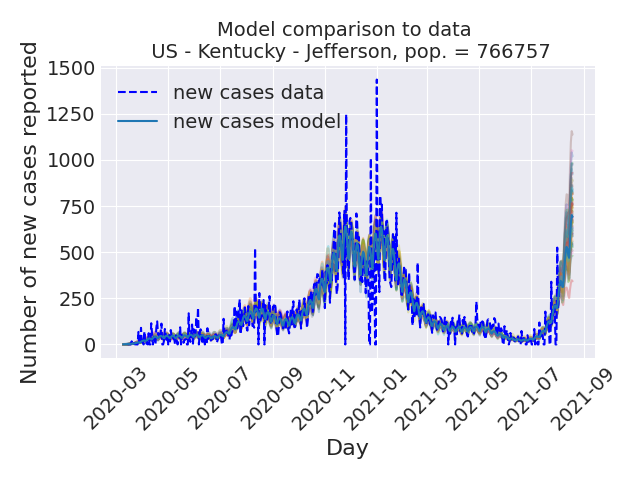 Model comparison to data
US - Kentucky - Jefferson, pop. = 766757
Number of new cases reported
1500
1250
1000
750
500
250
0
new cases data
new cases model
2020-03
2020-05
2020-07
2020-09
2020-11
2021-01
2021-03
2021-05
2021-07
2021-09
Day